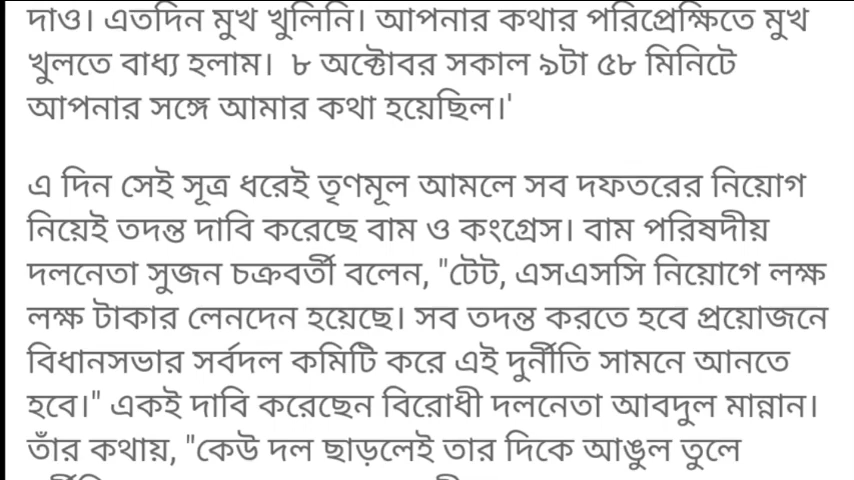 দাও। এতদিন মুখ খুলিনি। আপনার কথার পরিপ্রেক্ষিতে মুখ
খুলতে বাধ্য হলাম। ৮ অক্টোবর সকাল ৯টা ৫৮ মিনিটে
আপনার সঙ্গে আমার কথা হয়েছিল।'
এ দিন সেই সূত্র ধরেই তৃণমূল আমলে সব দফতরের নিয়োগ
নিয়েই তদন্ত দাবি করেছে বাম ও কংগ্রেস। বাম পরিষদীয়
দলনেতা সুজন চক্রবর্তী বলেন, "টেট, এসএসসি নিয়োগে লক্ষ
লক্ষ টাকার লেনদেন হয়েছে। সব তদন্ত করতে হবে প্রয়োজনে
বিধানসভার সর্বদল কমিটি করে এই দুর্নীতি সামনে আনতে
হবে।" একই দাবি করেছেন বিরোধী দলনেতা আবদুল মান্নান।
তাঁর কথায়, "কেউ দল ছাড়লেই তার দিকে আঙুল তুলে